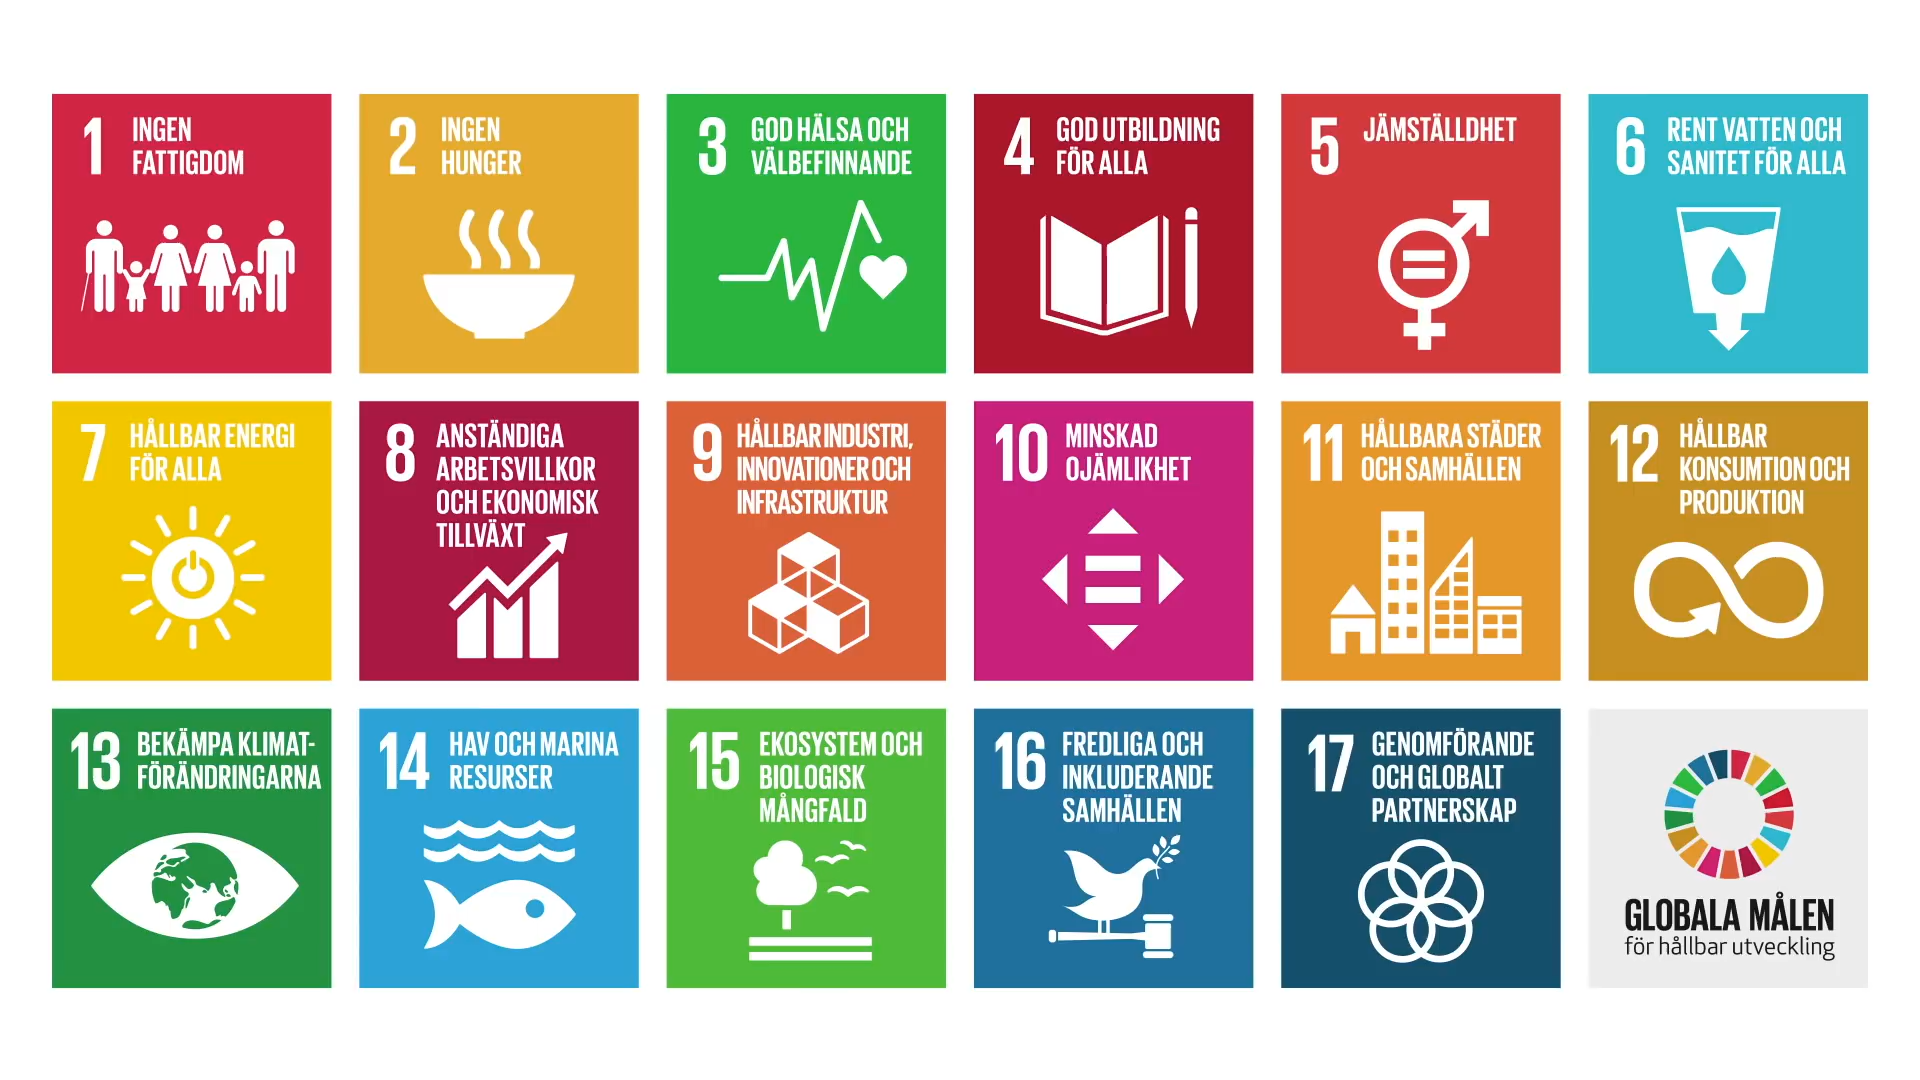 1 INGEN
FATTIGDOM
2 INGEN
HUNGER
3 GOD HÄLSA OCH
VÄLBEFINNANDE
4 GOD UTBILDNING
FÖR ALLA
5 JÄMSTÄLLDHET
6 RENT VATTEN OCH
SANITET FÖR ALLA
7 HÅLLBAR ENERGI
FÖR ALLA
8 ANSTÄNDIGA
ARBETSVILLKOR
OCH EKONOMISK
TILLVÄXT
9 HÅLLBAR INDUSTRI,
INNOVATIONER OCH
INFRASTRUKTUR
10 MINSKAD
OJÄMLIKHET
11 HÅLLBARA STÄDER
OCH SAMHÄLLEN
12 HÅLLBAR
KONSUMTION OCH
PRODUKTION
13 BEKÄMPA KLIMAT-
FÖRÄNDRINGARNA
14 HAV OCH MARINA
RESURSER
15 EKOSYSTEM OCH
BIOLOGISK
MÅNGFALD
16 FREDLIGA OCH
INKLUDERANDE
SAMHÄLLEN
17 GENOMFÖRANDE
OCH GLOBALT
PARTNERSKAP
GLOBALA MÅLEN
för hållbar utveckling